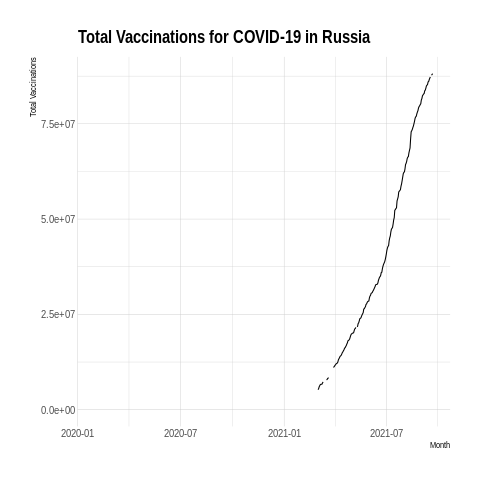 Total Vaccinations for COVID-19 in Russia
Total Vaccinations
7.5e+07
5.0e+07
2.5e+07
0.0e+00
2020-01 2020-07 2021-01 2021-07
Month